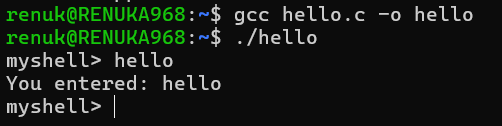 renuk@RENUKA968:~$ gcc hello.c -o hello
renuk@RENUKA968:~$ ./hello
myshell> hello
You entered: hello
myshell>